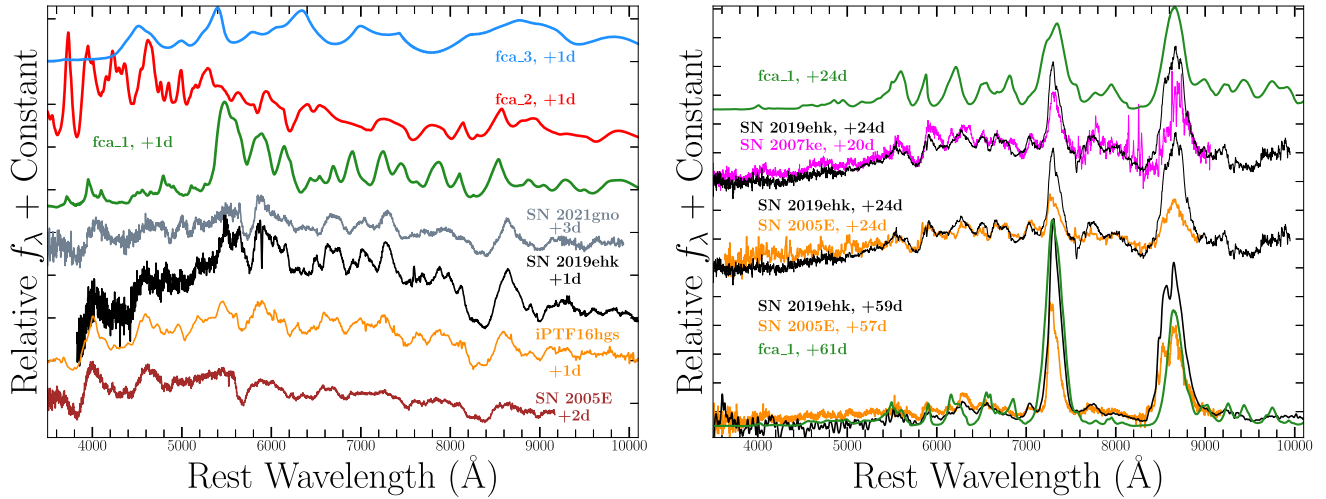 Relative fλ + Constant
fca_3, +1d
fca_2, +1d
fca_1, +1d
SN 2021gno
+3d
SN 2019ehk
+1d
iPTF16hgs
+1d
SN 2005E
+2d
4000 5000 6000 7000 8000 9000 10000
Rest Wavelength (Å)
Relative fλ + Constant
fca_1, +24d
SN 2019ehk, +24d
SN 2007ke, +20d
SN 2019ehk, +24d
SN 2005E, +24d
SN 2019ehk, +59d
SN 2005E, +57d
fca_1, +61d
4000 5000 6000 7000 8000 9000 10000
Rest Wavelength (Å)